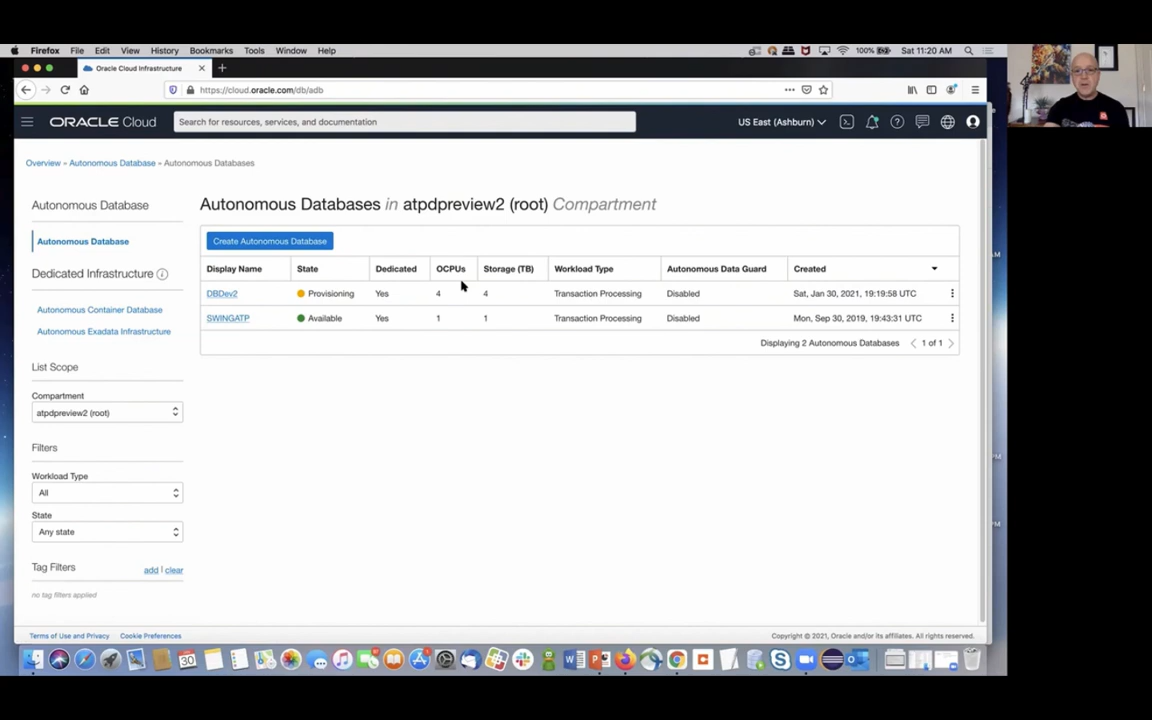 Firefox File Edit View History Bookmarks Tools Window Help 100% Sat 11:20 AM
Oracle Cloud Infrastructure
https://cloud.oracle.com/db/adb
ORACLE Cloud Search for resources, services, and documentation US East (Ashburn)
Overview » Autonomous Database » Autonomous Databases
Autonomous Database
Autonomous Database
Dedicated Infrastructure
Autonomous Container Database
Autonomous Exadata Infrastructure
List Scope
Compartment
atpdpreview2 (root)
Filters
Workload Type
All
State
Any state
Tag Filters add | clear
no tag filters applied
Autonomous Databases in atpdpreview2 (root) Compartment
Create Autonomous Database
Display Name State Dedicated OCPUs Storage (TB) Workload Type Autonomous Data Guard Created
DBDev2 Provisioning Yes 4 4 Transaction Processing Disabled Sat, Jan 30, 2021, 19:19:58 UTC
SWINGATP Available Yes 1 1 Transaction Processing Disabled Mon, Sep 30, 2019, 19:43:31 UTC
Displaying 2 Autonomous Databases 1 of 1
Terms of Use and Privacy Cookie Preferences Copyright © 2021, Oracle and/or its affiliates. All rights reserved.
30